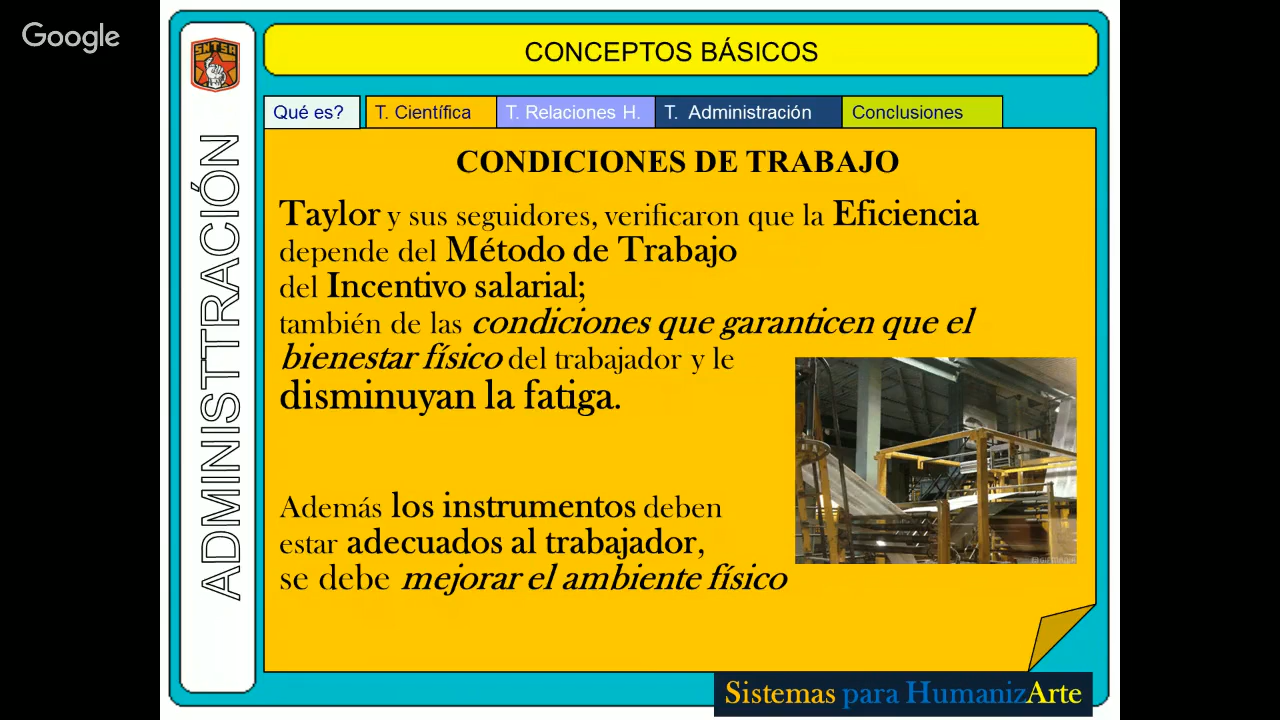 Google
SNTSA
CONCEPTOS BÁSICOS
Qué es?
T. Científica
T. Relaciones H.
T. Administración
Conclusiones
ADMINISTTRACIÓN
CONDICIONES DE TRABAJO
Taylor y sus seguidores, verificaron que la Eficiencia
depende del Método de Trabajo
del Incentivo salarial;
también de las condiciones que garanticen que el
bienestar físico del trabajador y le
disminuyan la fatiga.
Además los instrumentos deben
estar adecuados al trabajador,
se debe mejorar el ambiente físico
Sistemas para HumanizArte